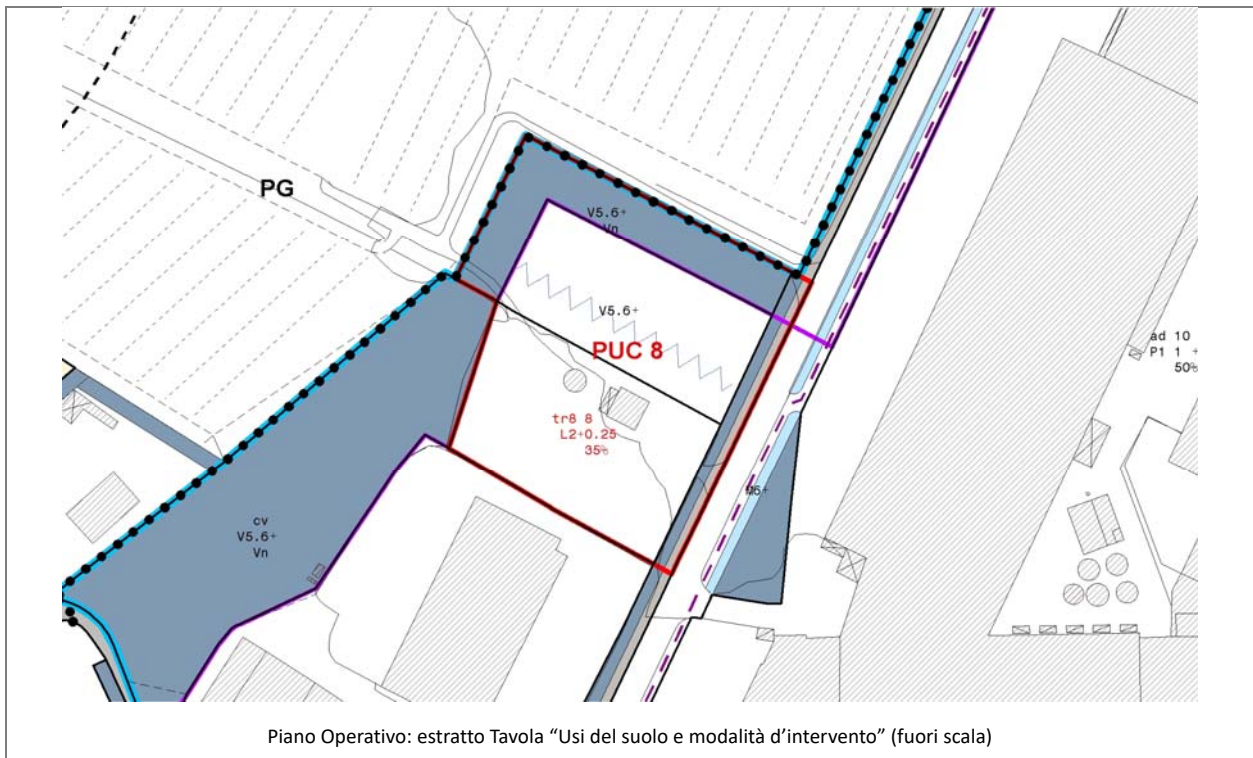 PG
V5.6+
Vn
V5.6+
PUC 8
ad 10
P1 1 +
50%
tr8 8
L2+0.25
35%
M6+
cv
V5.6+
Vn
Piano Operativo: estratto Tavola “Usi del suolo e modalità d’intervento” (fuori scala)